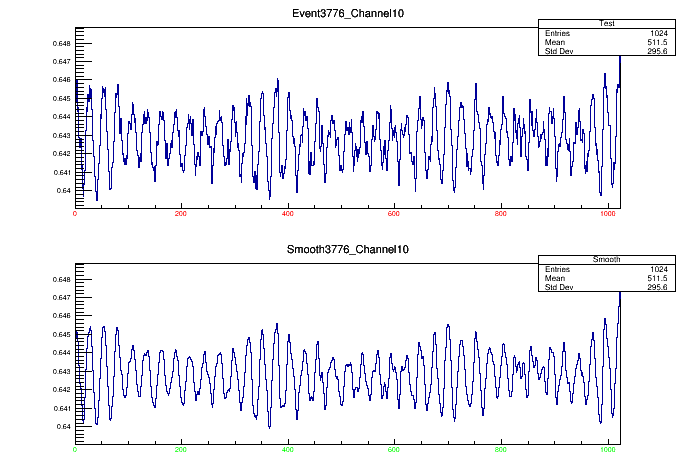 Event3776_Channel10
Test
Entries 1024
Mean 511.5
Std Dev 295.6
0.648
0.647
0.646
0.645
0.644
0.643
0.642
0.641
0.64
0 200 400 600 800 1000
Smooth3776_Channel10
Smooth
Entries 1024
Mean 511.5
Std Dev 295.6
0.648
0.647
0.646
0.645
0.644
0.643
0.642
0.641
0.64
0 200 400 600 800 1000